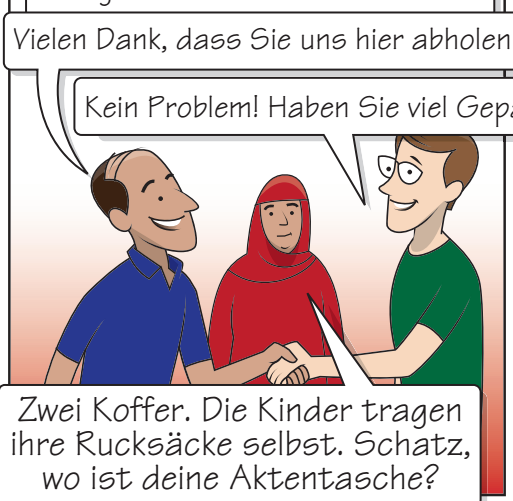 Vielen Dank, dass Sie uns hier abholen
Kein Problem! Haben Sie viel
Zwei Koffer. Die Kinder tragen
ihre Rucksäcke selbst. Schatz,
wo ist deine Aktentasche?